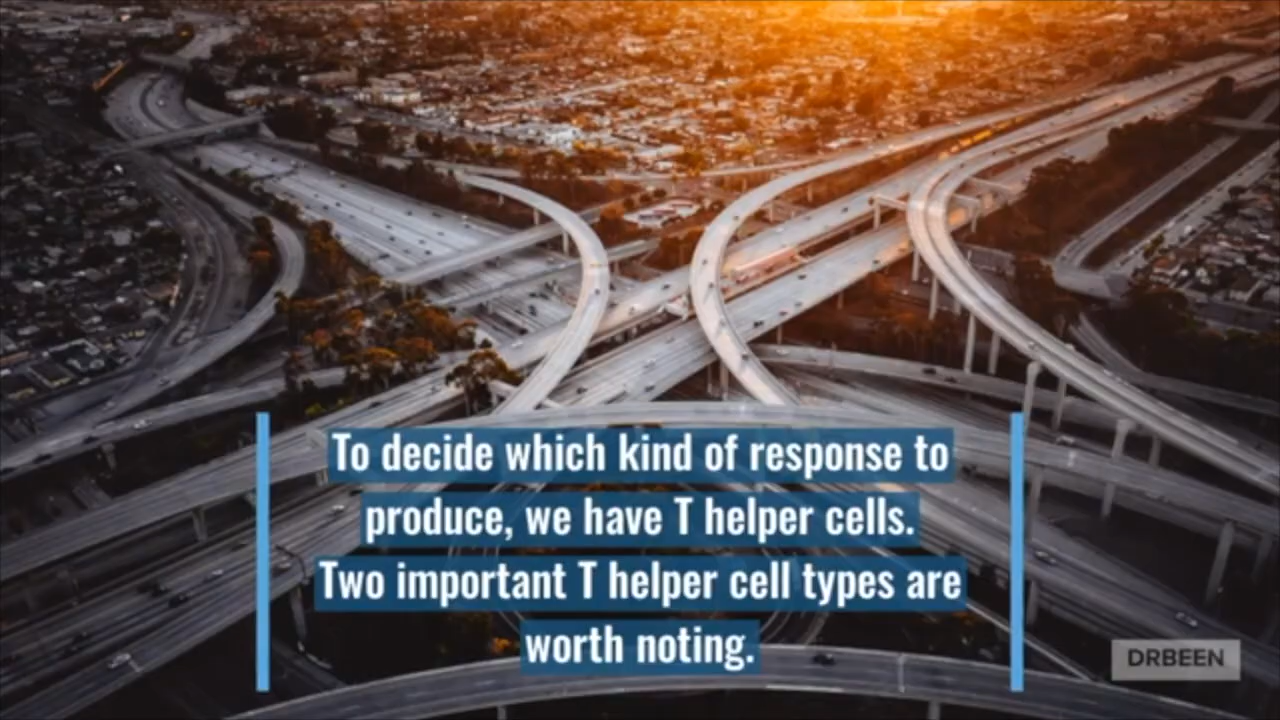 To decide which kind of response to
produce, we have T helper cells.
Two important T helper cell types are
worth noting.
DRBEEN